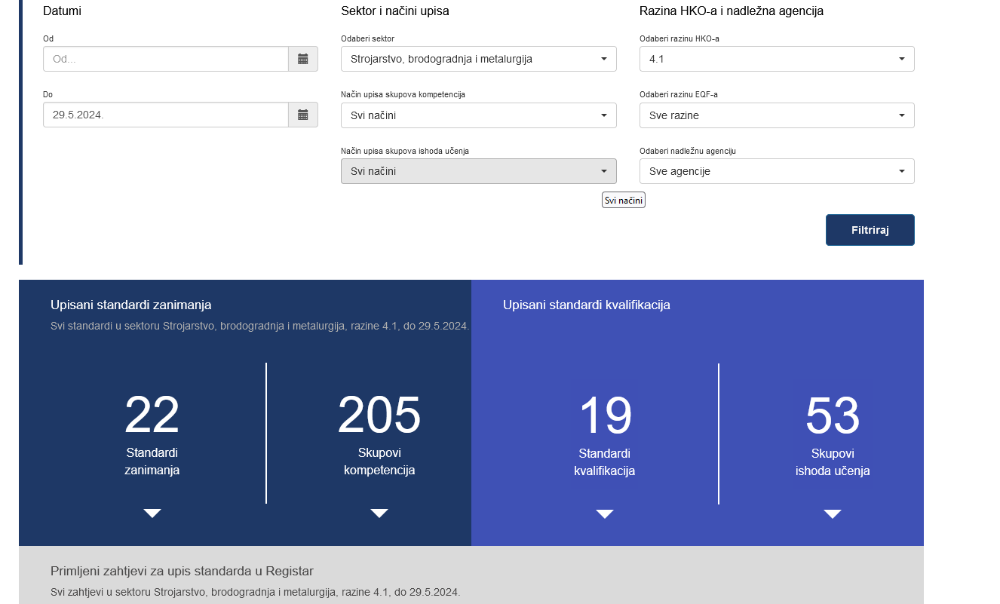 Datumi
Od
Od...
Do
29.5.2024.
Sektor i načini upisa
Odaberi sektor
Strojarstvo, brodogradnja i metalurgija
Način upisa skupova kompetencija
Svi načini
Način upisa skupova ishoda učenja
Svi načini
Svi načini
Razina HKO-a i nadležna agencija
Odaberi razinu HKO-a
4.1
Odaberi razinu EQF-a
Sve razine
Odaberi nadležnu agenciju
Sve agencije
Filtriraj
Upisani standardi zanimanja
Svi standardi u sektoru Strojarstvo, brodogradnja i metalurgija, razine 4.1, do 29.5.2024.
22
Standardi
zanimanja
205
Skupovi
kompetencija
Upisani standardi kvalifikacija
19
Standardi
kvalifikacija
53
Skupovi
ishoda učenja
Primljeni zahtjevi za upis standarda u Registar
Svi zahtjevi u sektoru Strojarstvo, brodogradnja i metalurgija, razine 4.1, do 29.5.2024.